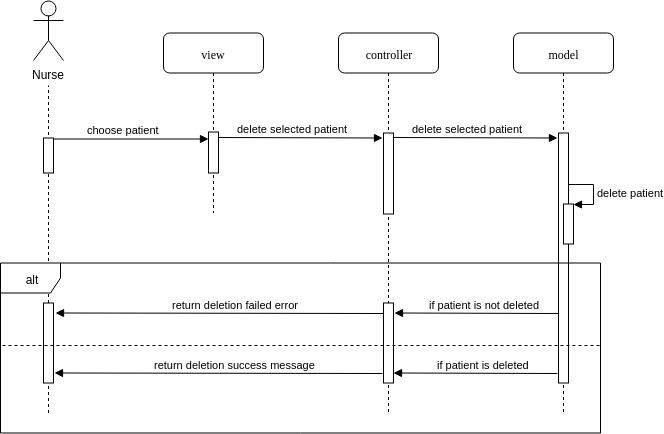 Nurse
view
controller
model
choose patient
delete selected patient
delete selected patient
delete patient
alt
return deletion failed error
if patient is not deleted
return deletion success message
if patient is deleted